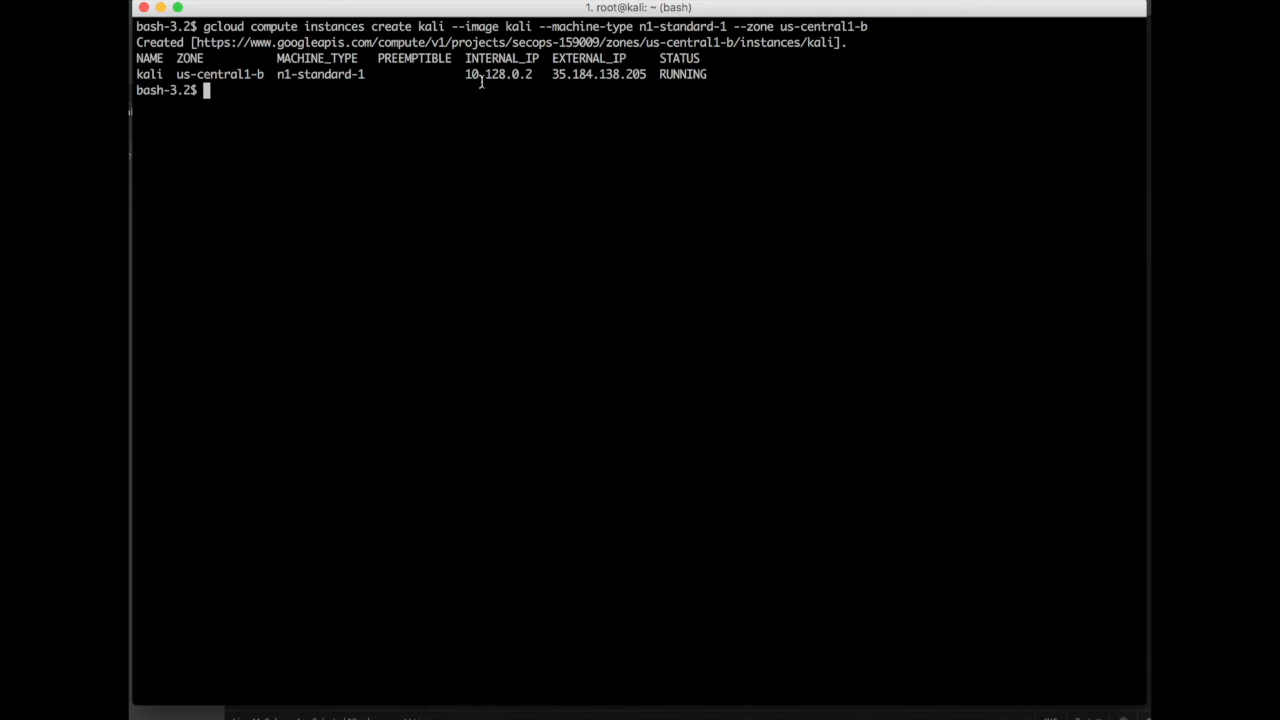 1. root@kali: ~ (bash)
bash-3.2$ gcloud compute instances create kali --image kali --machine-type n1-standard-1 --zone us-central1-b
Created [https://www.googleapis.com/compute/v1/projects/secops-159009/zones/us-central1-b/instances/kali].
NAME ZONE MACHINE_TYPE PREEMPTIBLE INTERNAL_IP EXTERNAL_IP STATUS
kali us-central1-b n1-standard-1 10.128.0.2 35.184.138.205 RUNNING
bash-3.2$